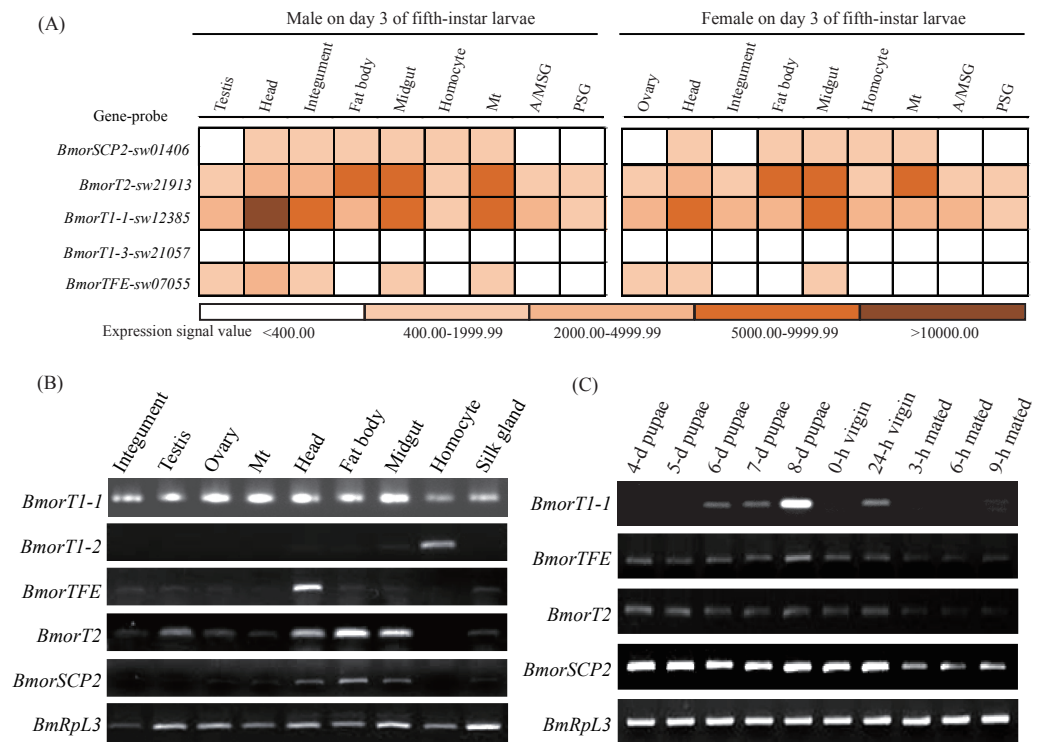 (A)
Male on day 3 of fifth-instar larvae
Female on day 3 of fifth-instar larvae
Gene-probe
Testis
Head
Integument
Fat body
Midgut
Homocyte
Mt
A/MSG
PSG
Ovary
Head
Integument
Fat body
Midgut
Homocyte
Mt
A/MSG
PSG
BmorSCP2-sw01406
BmorT2-sw21913
BmorT1-1-sw12385
BmorT1-3-sw21057
BmorTFE-sw07055
Expression signal value <400.00 400.00-1999.99 2000.00-4999.99 5000.00-9999.99 >10000.00
(B)
Integument
Testis
Ovary
Mt
Head
Fat body
Midgut
Homocyte
Silk gland
BmorT1-1
BmorT1-2
BmorTFE
BmorT2
BmorSCP2
BmRpL3
(C)
4-d pupae
5-d pupae
6-d pupae
7-d pupae
8-d pupae
0-h virgin
24-h virgin
3-h mated
6-h mated
9-h mated
BmorT1-1
BmorTFE
BmorT2
BmorSCP2
BmRpL3